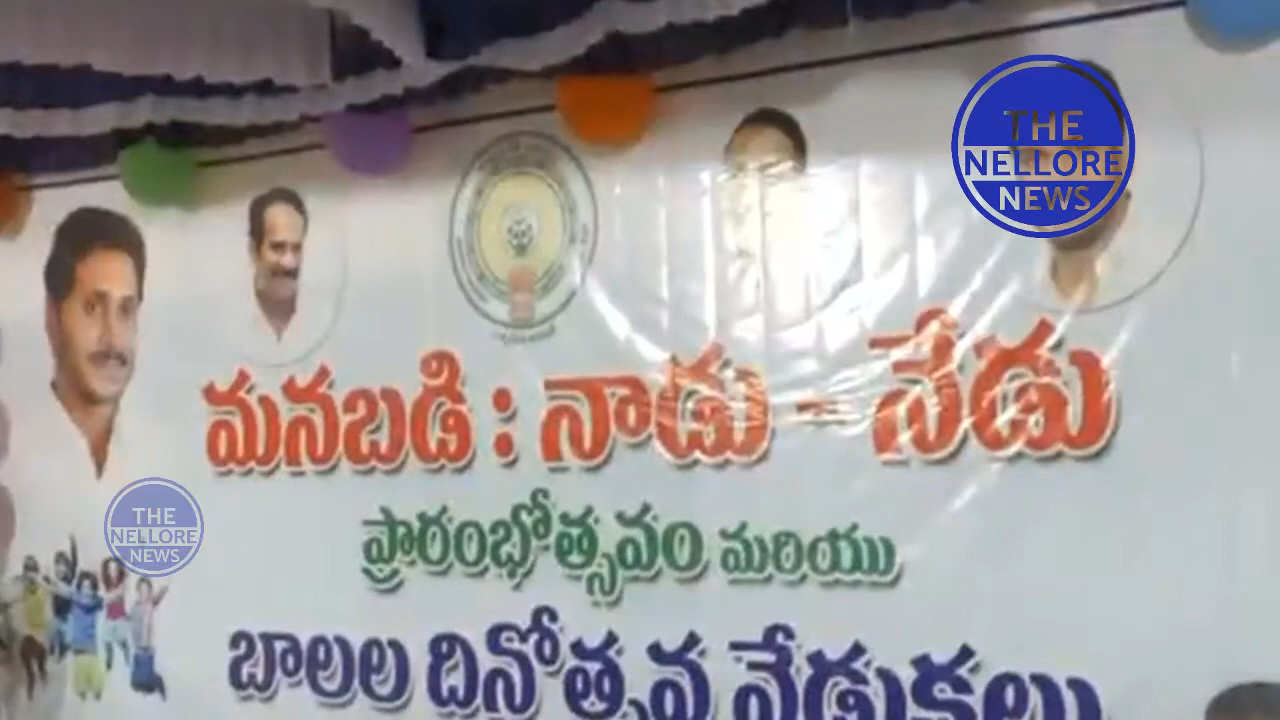 THE
NELLORE
NEWS
మనబడి : నాడు - నేడు
ప్రారంభోత్సవం మరియు
THE
NELLORE
NEWS
బాలల దినోత్సవ వేడుకలు